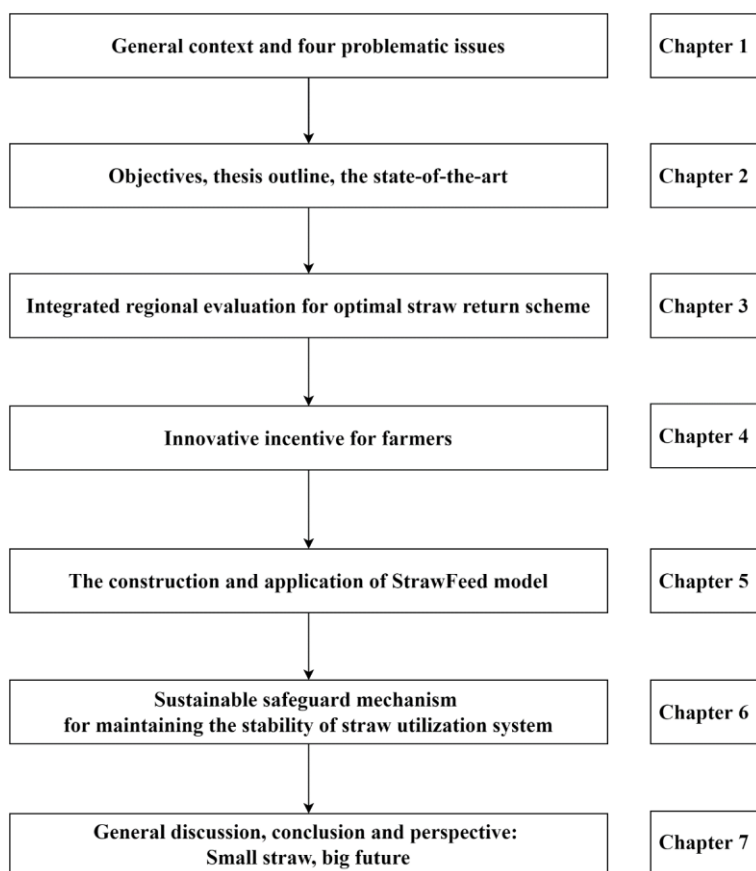 General context and four problematic issues
Chapter 1
Objectives, thesis outline, the state-of-the-art
Chapter 2
Integrated regional evaluation for optimal straw return scheme
Chapter 3
Innovative incentive for farmers
Chapter 4
The construction and application of StrawFeed model
Chapter 5
Sustainable safeguard mechanism
for maintaining the stability of straw utilization system
Chapter 6
General discussion, conclusion and perspective:
Small straw, big future
Chapter 7